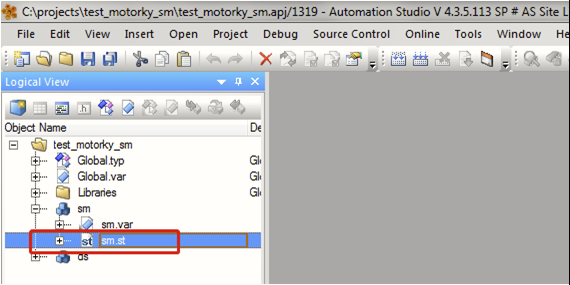 C:\projects\test_motorky_sm\test_motorky_sm.apj/1319 - Automation Studio V 4.3.5.113 SP # AS Site L
File Edit View Insert Open Project Debug Source Control Online Tools Window He
Logical View
.h
Object Name De
test_motorky_sm
Global.typ Glo
Global.var Glo
Libraries Glo
sm
sm.var
st sm.st
as